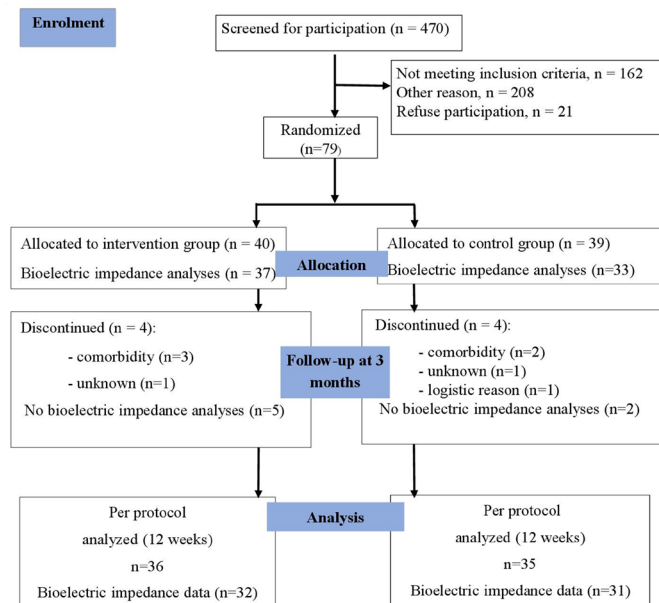 Enrolment
Screened for participation (n = 470)
Not meeting inclusion criteria, n = 162
Other reason, n = 208
Refuse participation, n = 21
Randomized
(n=79)
Allocated to intervention group (n = 40)
Bioelectric impedance analyses = 37)
Allocation
Allocated to control group (n = 39)
Bioelectric impedance analyses (n=33)
Discontinued (n = 4):
- comorbidity (n=3)
- unknown (n=1)
No bioelectric impedance analyses (n=5)
Follow-up at 3
months
Discontinued (n = 4):
- comorbidity (n=2)
- unknown (n=1)
- logistic reason (n=1)
No bioelectric impedance analyses (n=2)
Per protocol
analyzed (12 weeks)
n=36
Bioelectric impedance data (n=32)
Analysis
Per protocol
analyzed (12 weeks)
n=35
Bioelectric impedance data (n=31)